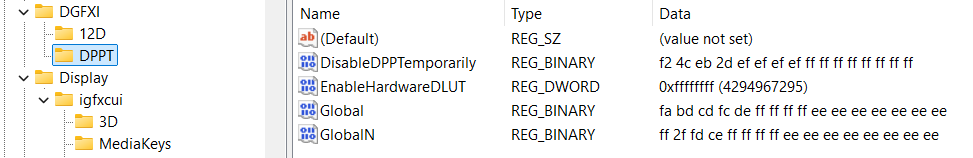 DGFXI
12D
DPPT
Display
igfxcui
3D
MediaKeys
Name Type Data
(Default) REG_SZ (value not set)
DisableDPPTemporarily REG_BINARY f2 4c eb 2d ef ef ef ef ff ff ff ff ff ff ff ff
EnableHardwareDLUT REG_DWORD 0xffffffff (4294967295)
Global REG_BINARY fa bd cd fc de ff ff ff ff ee ee ee ee ee ee ee
GlobalN REG_BINARY ff 2f fd ce ff ff ff ff ee ee ee ee ee ee ee ee